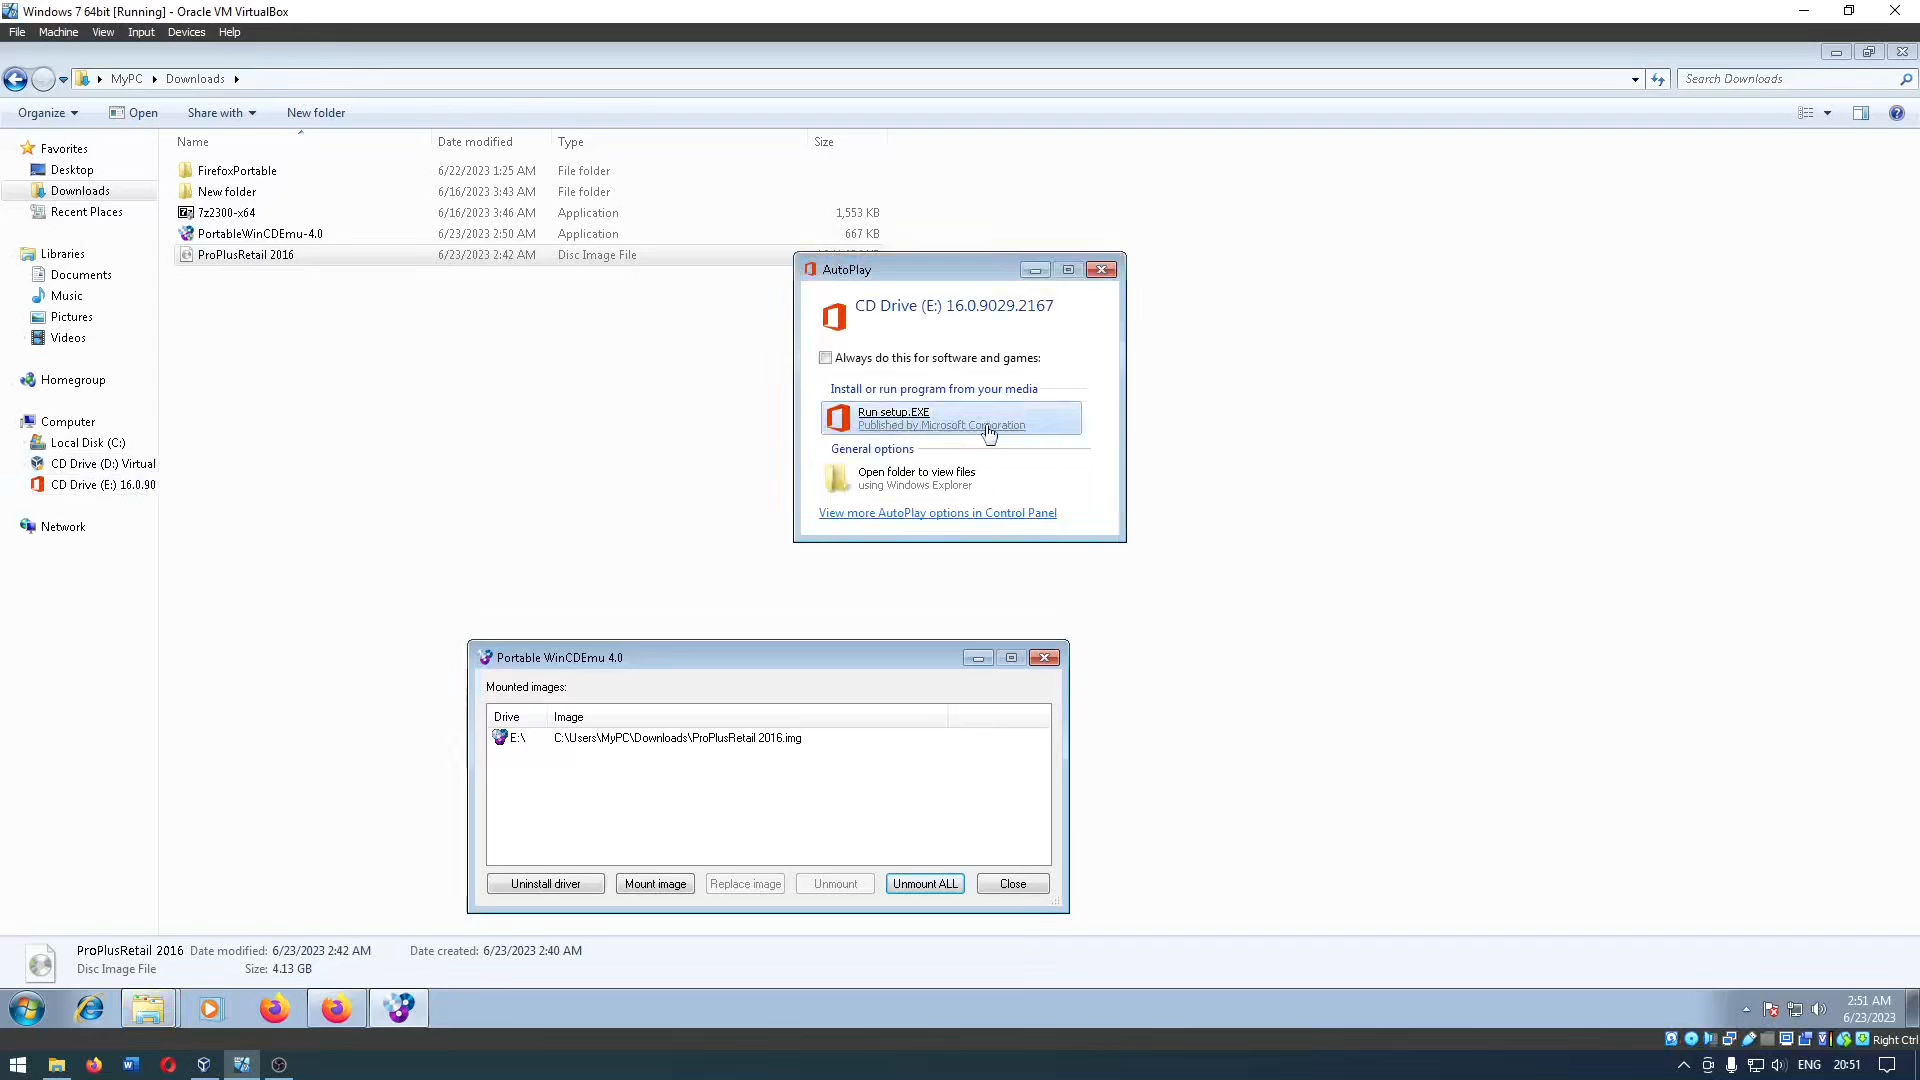 Windows 7 64bit [Running] - Oracle VM VirtualBox
File Machine View Input Devices Help
MyPC Downloads
Search Downloads
Organize Open Share with New folder
Name Date modified Type Size
Favorites
Desktop
Downloads
Recent Places
Libraries
Documents
Music
Pictures
Videos
Homegroup
Computer
Local Disk (C:)
CD Drive (D:) Virtual
CD Drive (E:) 16.0.90
Network
FirefoxPortable 6/22/2023 1:25 AM File folder
New folder 6/16/2023 3:43 AM File folder
7z2300-x64 6/16/2023 3:46 AM Application 1,553 KB
PortableWinCDEmu-4.0 6/23/2023 2:50 AM Application 667 KB
ProPlusRetail 2016 6/23/2023 2:42 AM Disc Image File
AutoPlay
CD Drive (E:) 16.0.9029.2167
Always do this for software and games:
Install or run program from your media
Run setup.EXE
Published by Microsoft Corporation
General options
Open folder to view files
using Windows Explorer
View more AutoPlay options in Control Panel
Portable WinCDEmu 4.0
Mounted images:
Drive Image
E:\ C:\Users\MyPC\Downloads\ProPlusRetail 2016.img
Uninstall driver Mount image Replace image Unmount Unmount ALL Close
ProPlusRetail 2016 Date modified: 6/23/2023 2:42 AM Date created: 6/23/2023 2:40 AM
Disc Image File Size: 4.13 GB
2:51 AM
6/23/2023
Right Ctrl
ENG 20:51